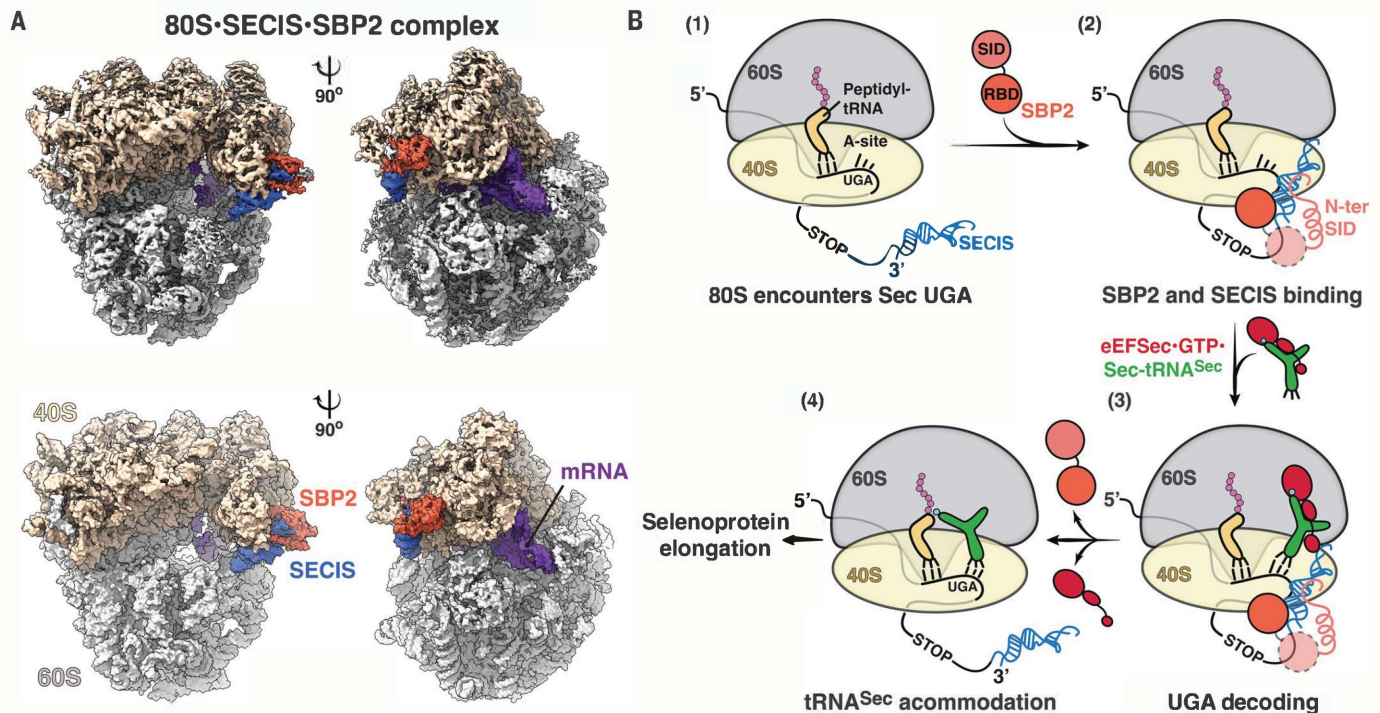 A
80S·SECIS·SBP2 complex
90º
90º
40S
90º
mRNA
SBP2
SECIS
60S
B
(1)
60S
5’
Peptidyl-
tRNA
A-site
40S
UGA
STOP
3’
SECIS
80S encounters Sec UGA
SID
RBD
SBP2
(2)
60S
5’
40S
N-ter
SID
STOP
SBP2 and SECIS binding
eEFSec·GTP·
Sec-tRNASec
(3)
60S
5’
40S
STOP
UGA decoding
(4)
60S
5’
40S
UGA
STOP
3’
tRNASec acommodation
Selenoprotein
elongation